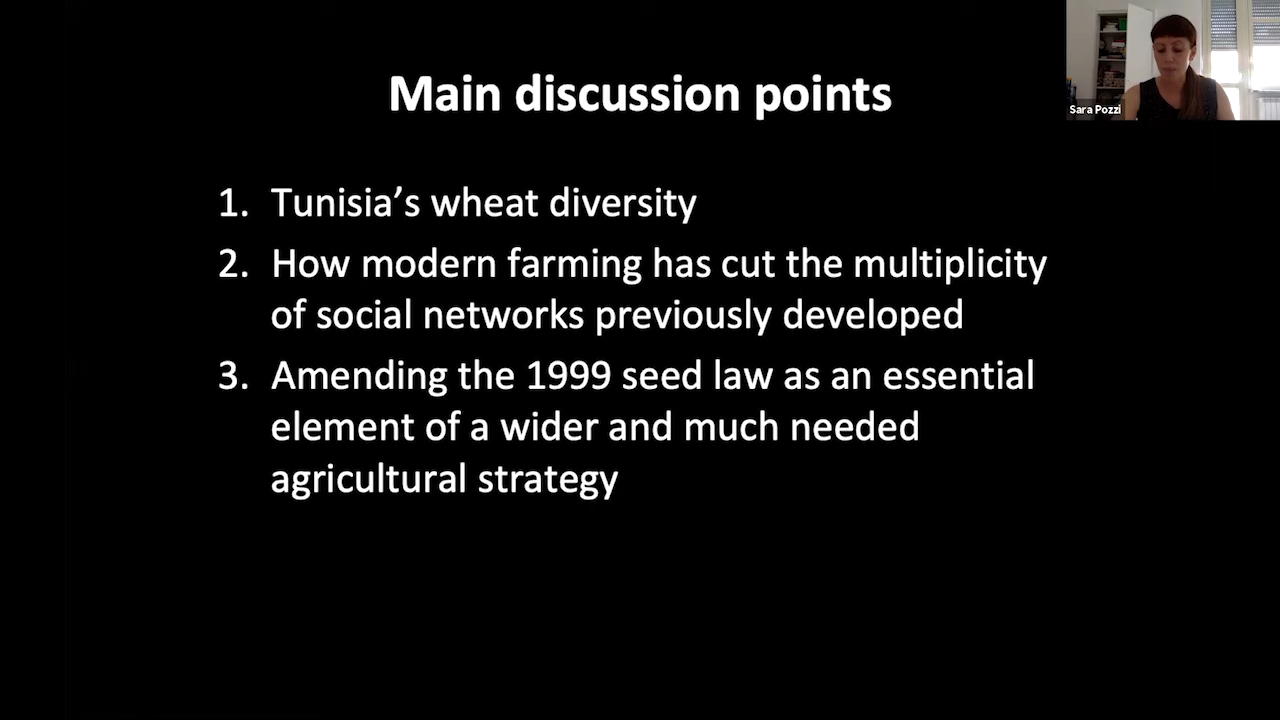 Main discussion points
Sara Pozzi
1. Tunisia’s wheat diversity
2. How modern farming has cut the multiplicity
of social networks previously developed
3. Amending the 1999 seed law as an essential
element of a wider and much needed
agricultural strategy